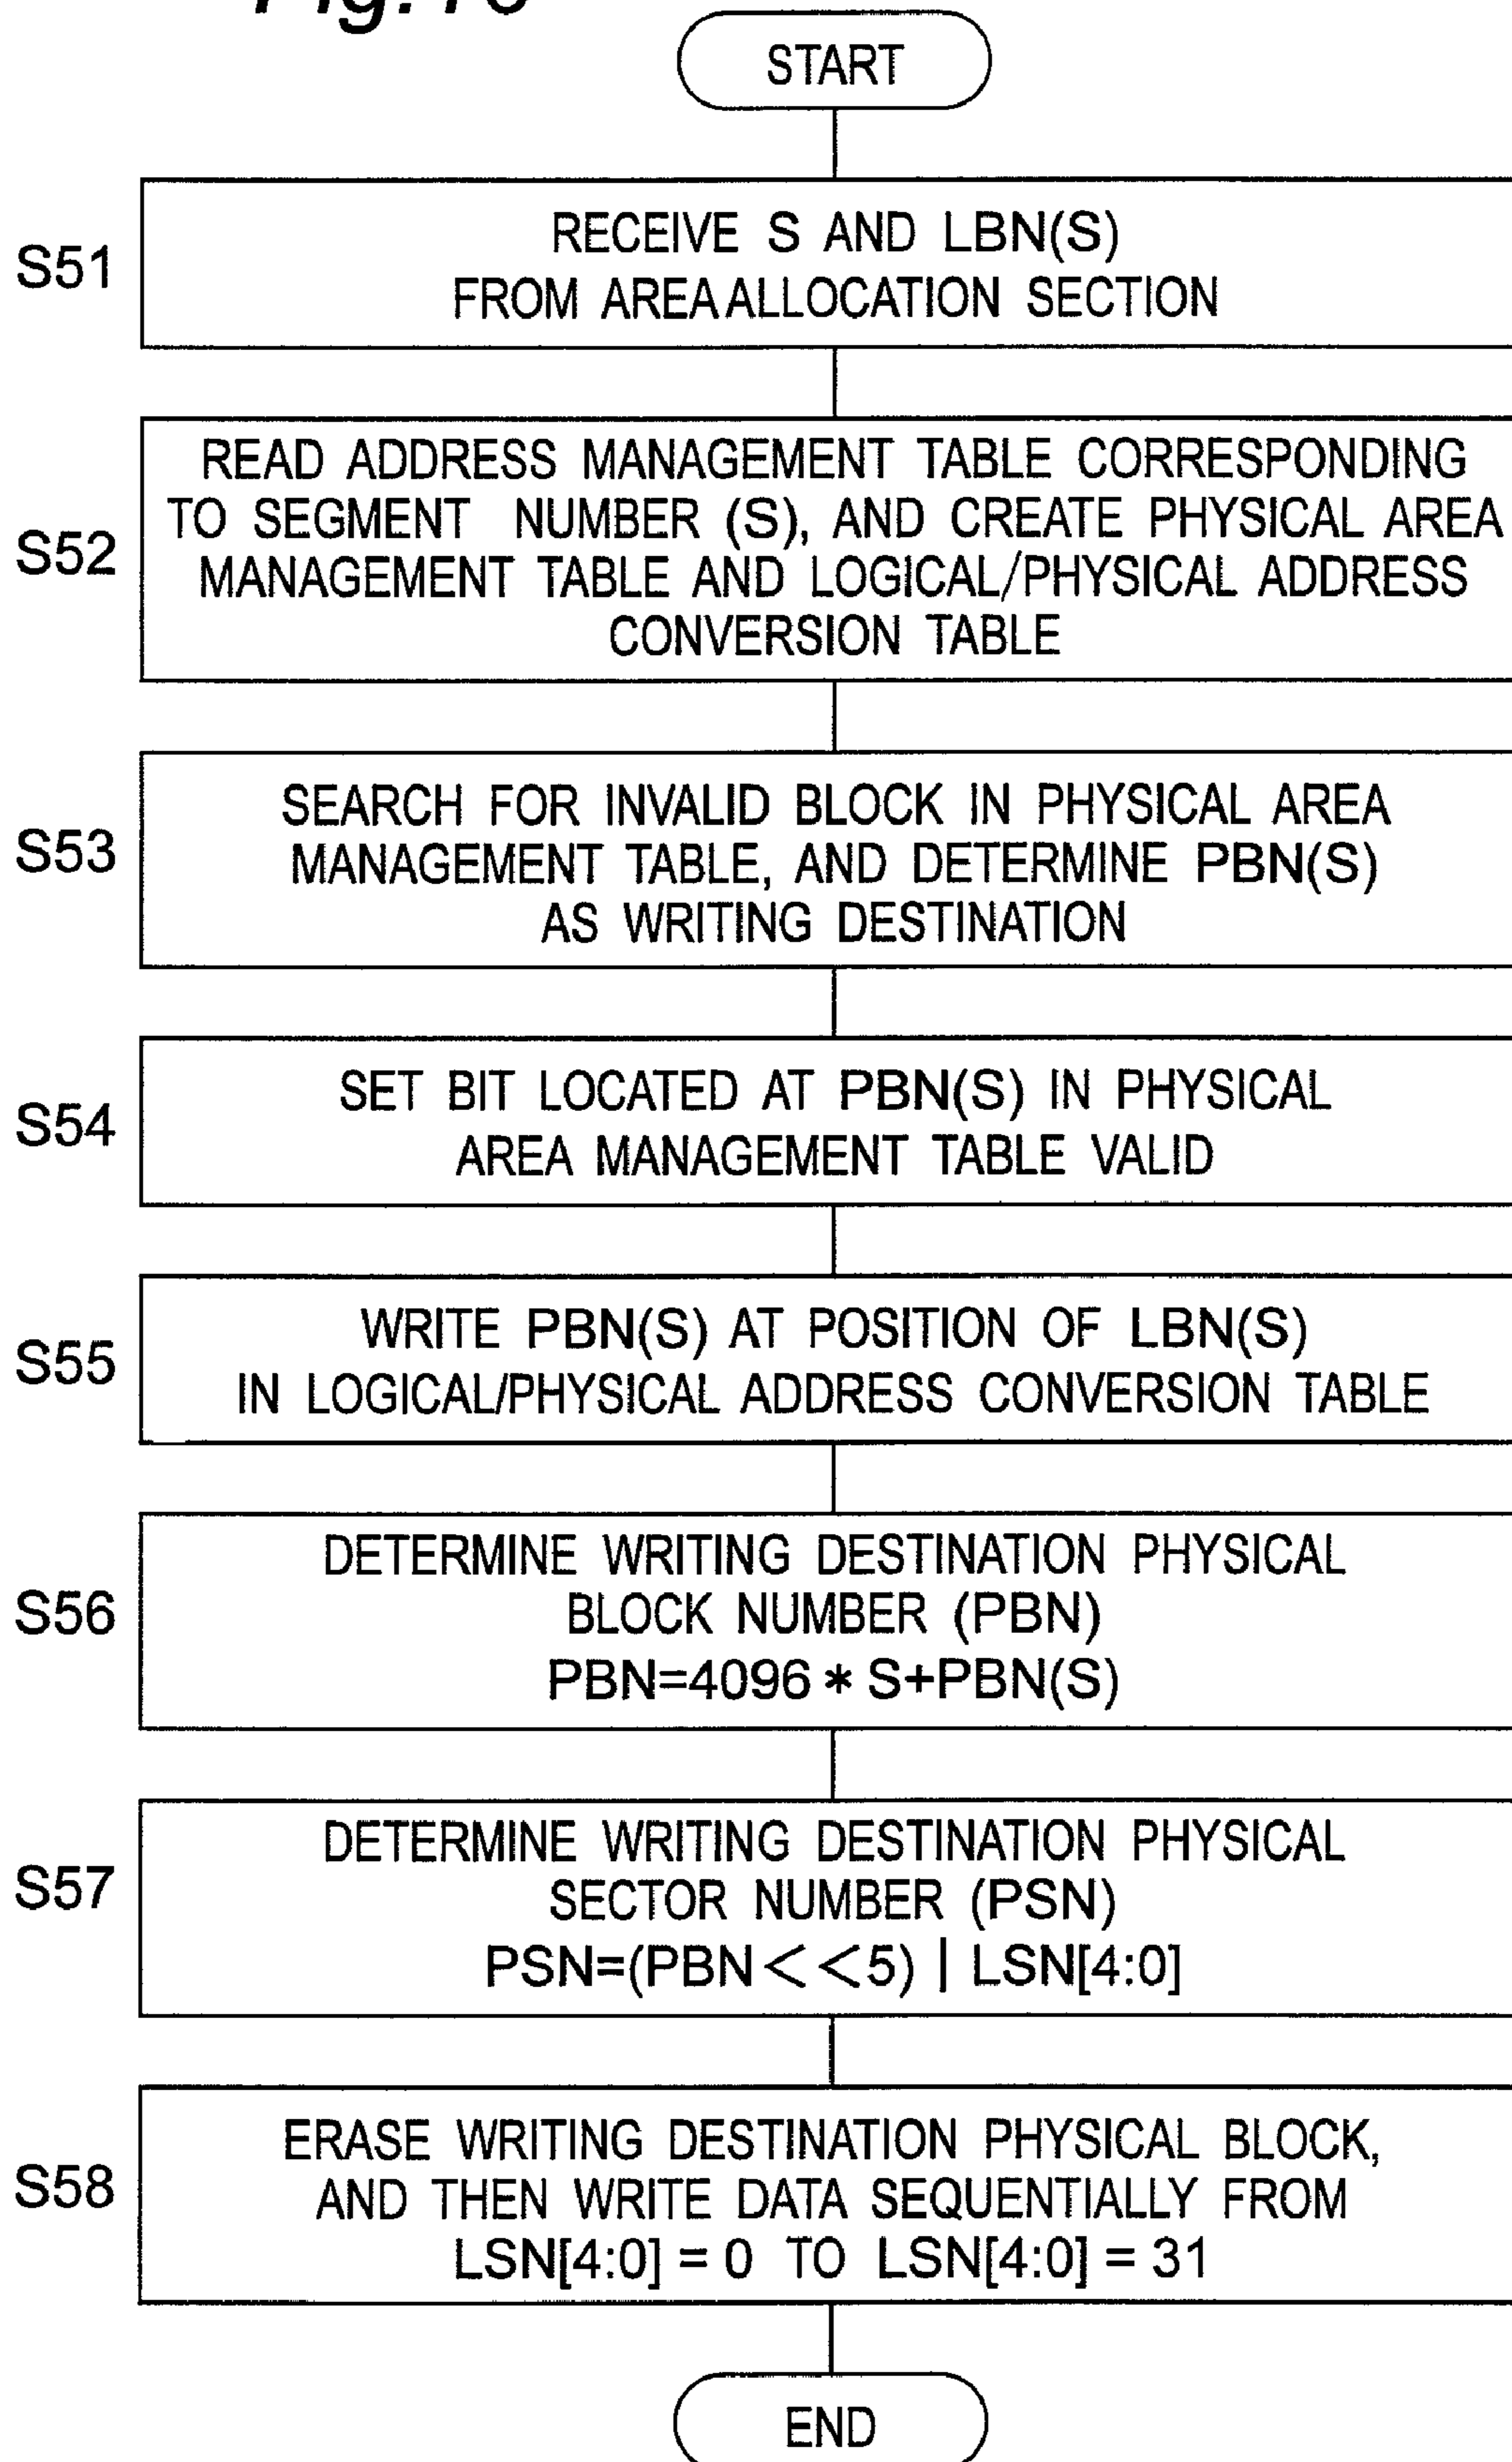 START
S51
RECEIVE S AND LBN(S)
FROM AREA ALLOCATION SECTION
S52
READ ADDRESS MANAGEMENT TABLE CORRESPONDING
TO SEGMENT NUMBER (S), AND CREATE PHYSICAL AREA
MANAGEMENT TABLE AND LOGICAL/PHYSICAL ADDRESS
CONVERSION TABLE
S53
SEARCH FOR INVALID BLOCK IN PHYSICAL AREA
MANAGEMENT TABLE, AND DETERMINE PBN(S)
AS WRITING DESTINATION
S54
SET BIT LOCATED AT PBN(S) IN PHYSICAL
AREA MANAGEMENT TABLE VALID
S55
WRITE PBN(S) AT POSITION OF LBN(S)
IN LOGICAL/PHYSICAL ADDRESS CONVERSION TABLE
S56
DETERMINE WRITING DESTINATION PHYSICAL
BLOCK NUMBER (PBN)
PBN=4096 * S+PBN(S)
S57
DETERMINE WRITING DESTINATION PHYSICAL
SECTOR NUMBER (PSN)
PSN=(PBN<<5) | LSN[4:0]
S58
ERASE WRITING DESTINATION PHYSICAL BLOCK,
AND THEN WRITE DATA SEQUENTIALLY FROM
LSN[4:0] = 0 TO LSN[4:0] = 31
END